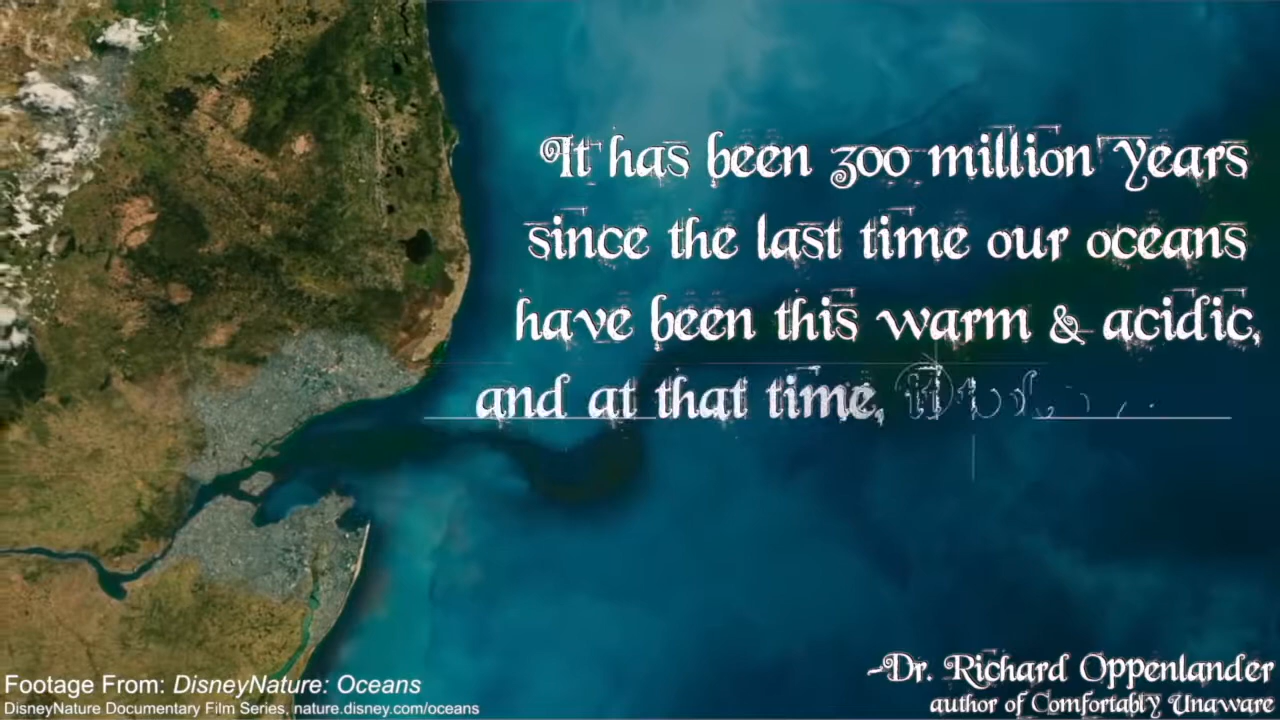 It has been 300 million years
since the last time our oceans
have been this warm & acidic,
and at that time,
-Dr. Richard Oppenlander
author of Comfortably Unaware
Footage From: DisneyNature: Oceans
DisneyNature Documentary Film Series, nature.disney.com/oceans